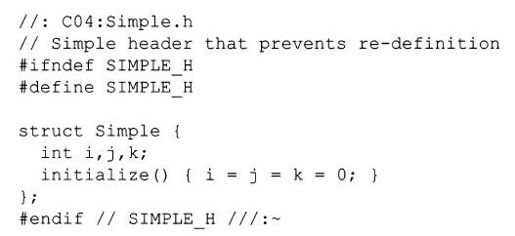 //: C04:Simple.h
// Simple header that prevents re-definition
#ifndef SIMPLE_H
#define SIMPLE_H
struct Simple {
int i,j,k;
initialize() { i = j = k = 0; }
};
#endif // SIMPLE_H ///:~